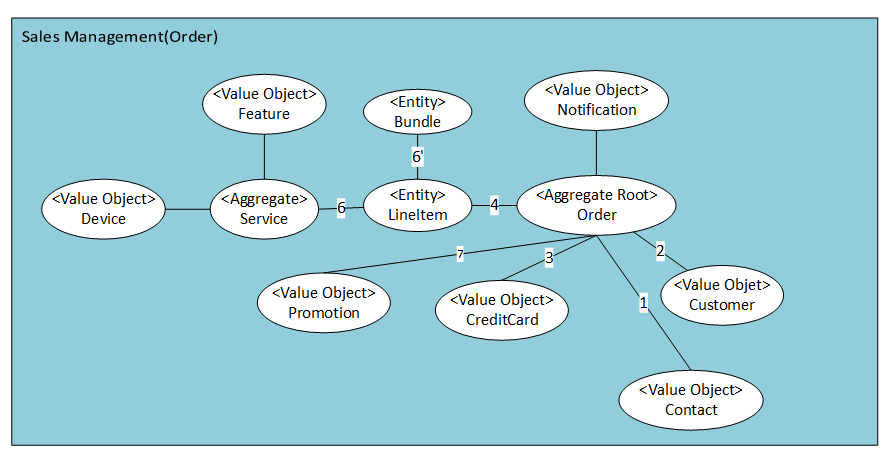 Sales Management(Order)
<Value Object>
Feature
<Entity>
Bundle
<Value Object>
Notification
6'
<Value Object>
Device
<Aggregate>
Service
6
<Entity>
LineItem
4
<Aggregate Root>
Order
7
3
2
1
<Value Object>
Promotion
<Value Object>
CreditCard
<Value Objet>
Customer
<Value Object>
Contact